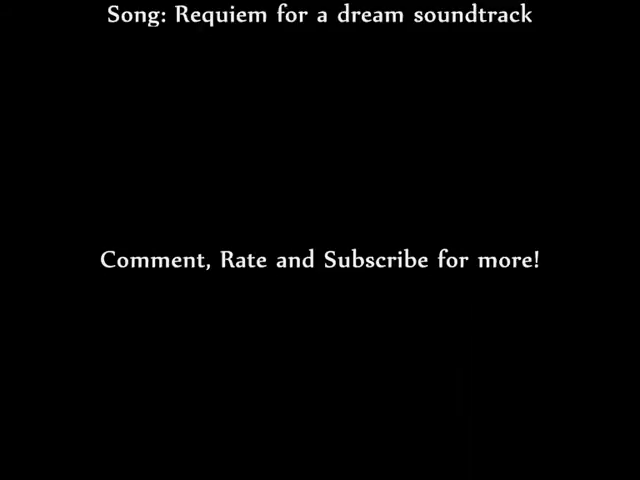 Song: Requiem for a dream soundtrack
Comment, Rate and Subscribe for more!